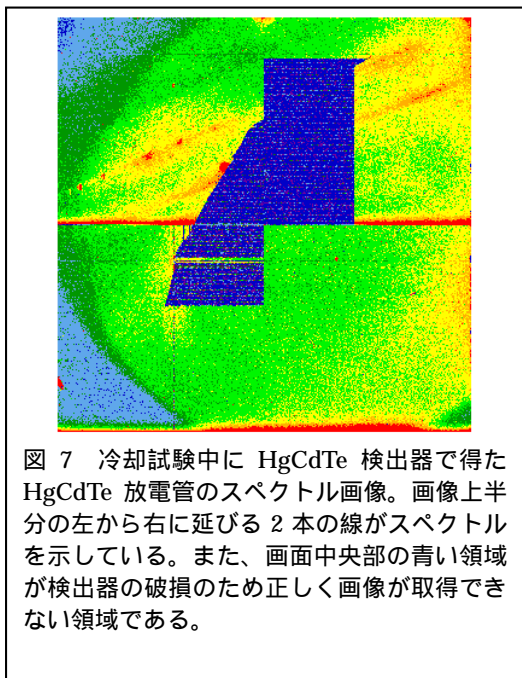 図 7 冷却試験中に HgCdTe 検出器で得た
HgCdTe 放電管のスペクトル画像。画像上半
分の左から右に延びる 2 本の線がスペクトル
を示している。また、画面中央部の青い領域
が検出器の破損のため正しく画像が取得でき
ない領域である。